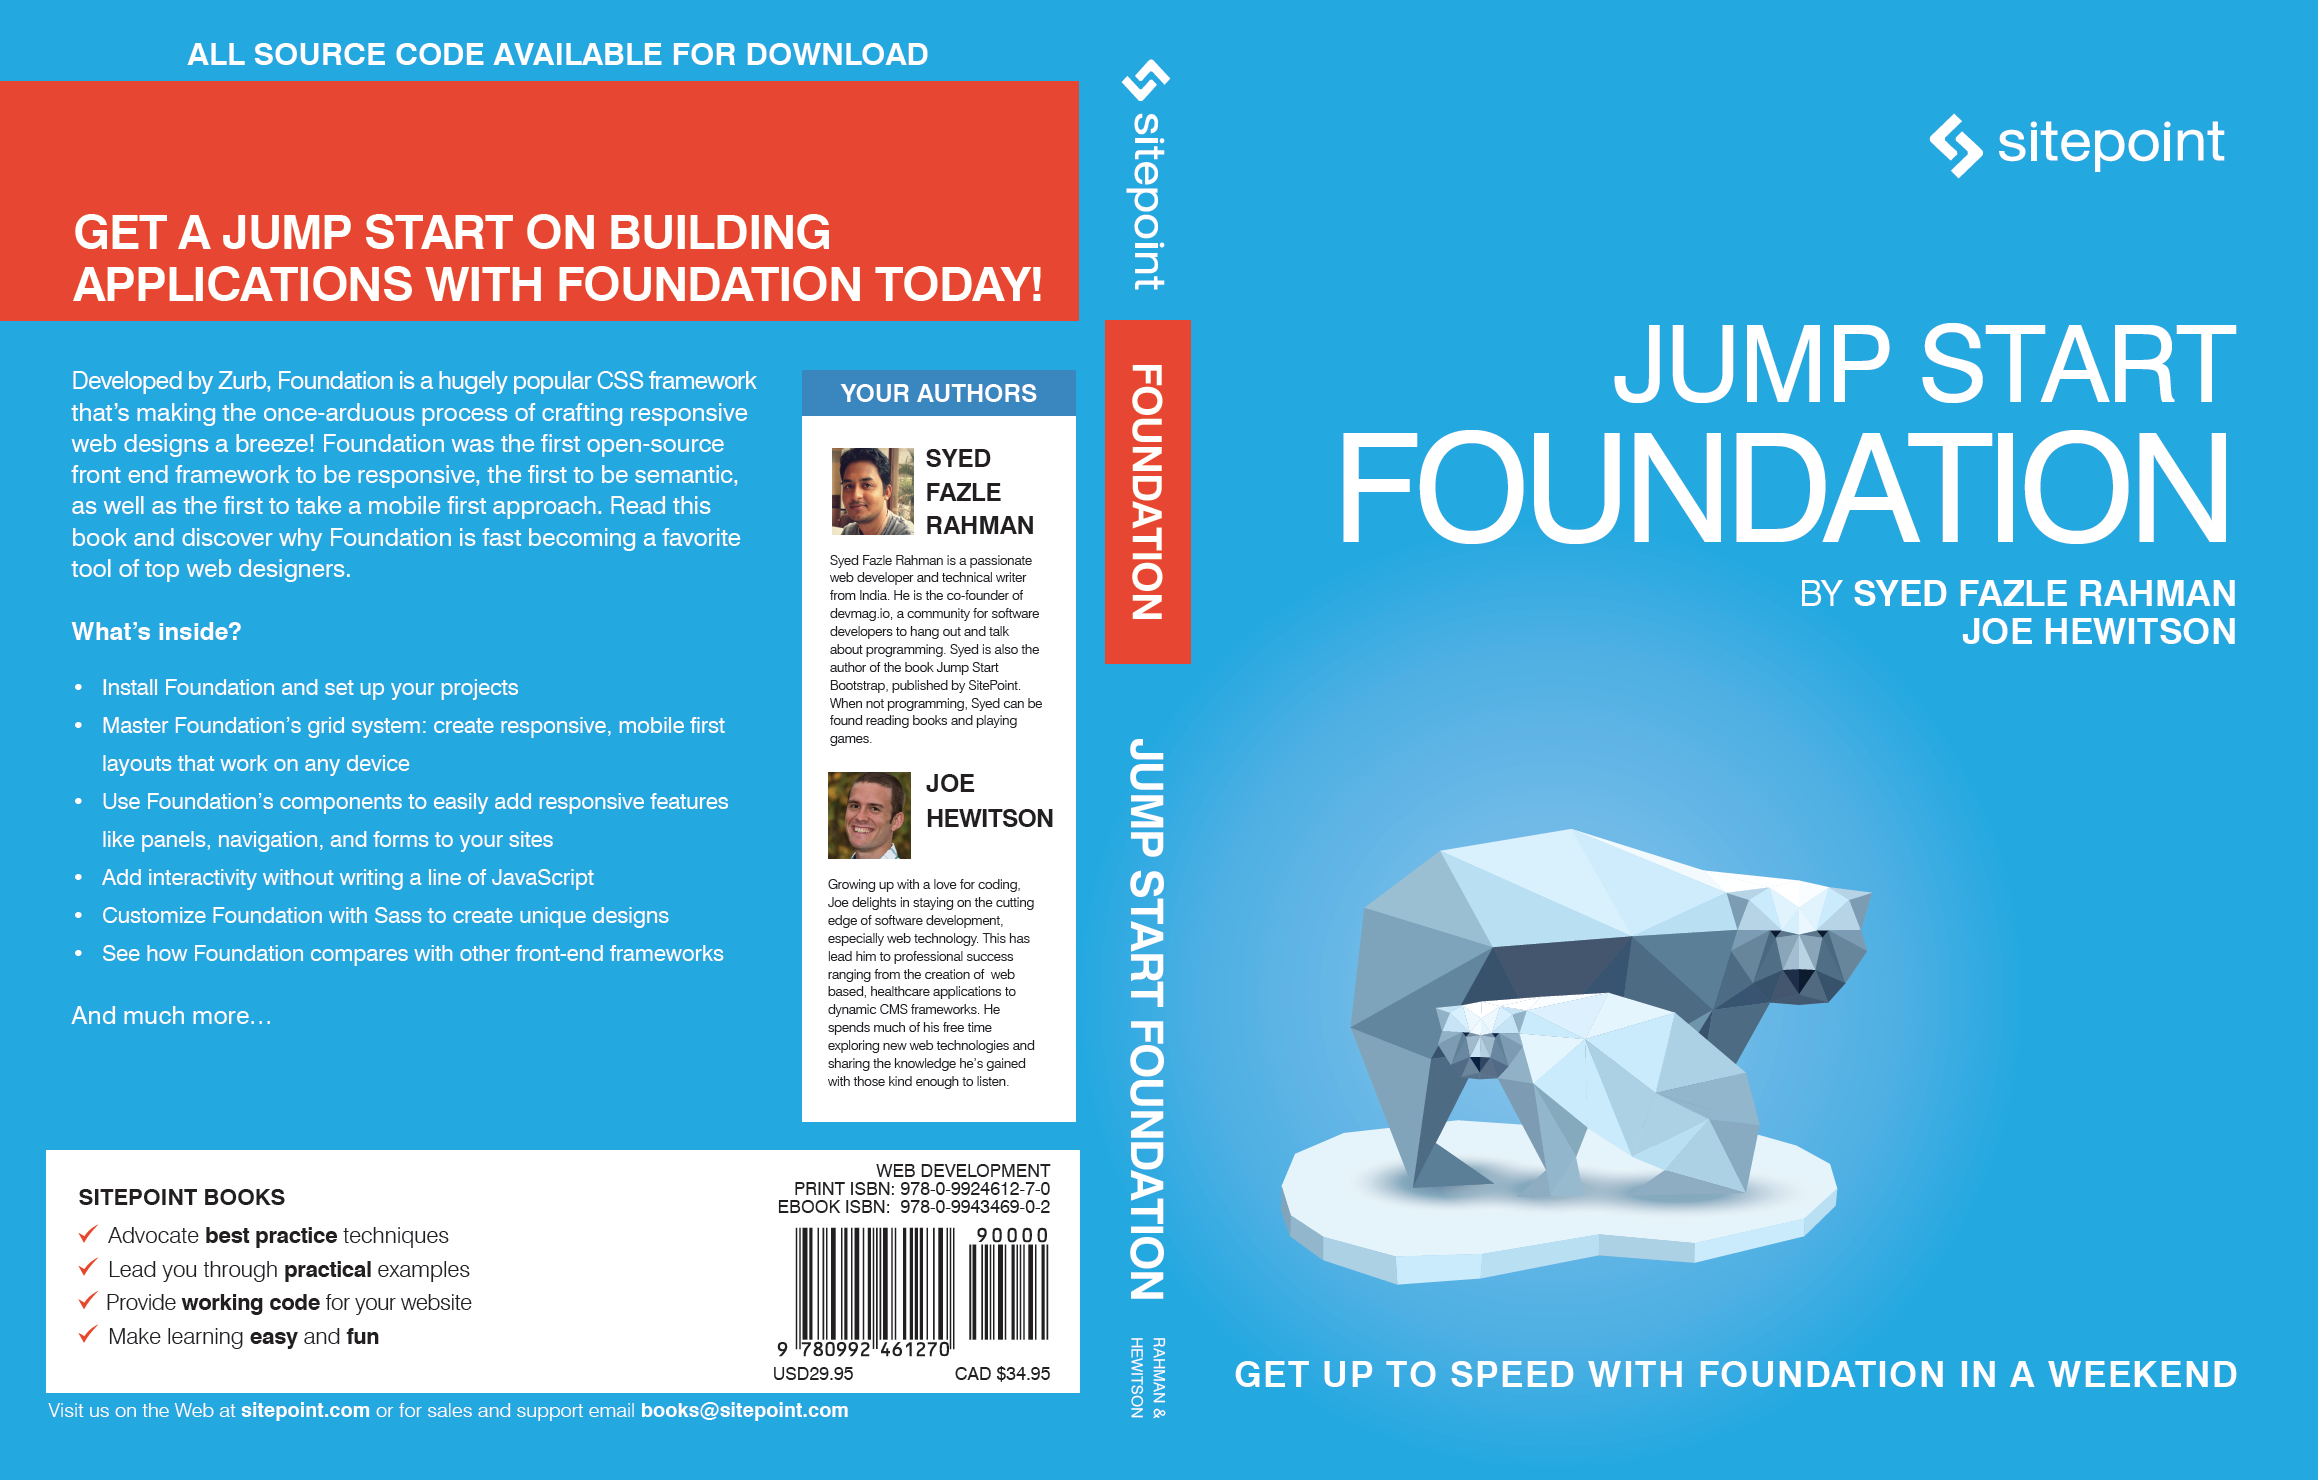 ALL SOURCE CODE AVAILABLE FOR DOWNLOAD
GET A JUMP START ON BUILDING
APPLICATIONS WITH FOUNDATION TODAY!
Developed by Zurb, Foundation is a hugely popular CSS framework
that’s making the once-arduous process of crafting responsive
web designs a breeze! Foundation was the first open-source
front end framework to be responsive, the first to be semantic,
as well as the first to take a mobile first approach. Read this
book and discover why Foundation is fast becoming a favorite
tool of top web designers.
What’s inside?
• Install Foundation and set up your projects
• Master Foundation’s grid system: create responsive, mobile first
layouts that work on any device
• Use Foundation’s components to easily add responsive features
like panels, navigation, and forms to your sites
• Add interactivity without writing a line of JavaScript
• Customize Foundation with Sass to create unique designs
• See how Foundation compares with other front-end frameworks
And much more…
YOUR AUTHORS
SYED
FAZLE
RAHMAN
Syed Fazle Rahman is a passionate
web developer and technical writer
from India. He is the co-founder of
devmag.io, a community for software
developers to hang out and talk
about programming. Syed is also the
author of the book Jump Start
Bootstrap, published by SitePoint.
When not programming, Syed can be
found reading books and playing
games.
JOE
HEWITSON
Growing up with a love for coding,
Joe delights in staying on the cutting
edge of software development,
especially web technology. This has
lead him to professional success
ranging from the creation of  web
based, healthcare applications to
dynamic CMS frameworks. He
spends much of his free time
exploring new web technologies and
sharing the knowledge he’s gained
with those kind enough to listen.
SITEPOINT BOOKS
Advocate best practice techniques
Lead you through practical examples
Provide working code for your website
Make learning easy and fun
WEB DEVELOPMENT
PRINT ISBN: 978-0-9924612-7-0
EBOOK ISBN:  978-0-9943469-0-2
90000
9 780992 461270
USD29.95 CAD $34.95
Visit us on the Web at sitepoint.com or for sales and support email books@sitepoint.com
sitepoint
FOUNDATION
JUMP START FOUNDATION
RAHMAN &
HEWITSON
sitepoint
JUMP START
FOUNDATION
BY SYED FAZLE RAHMAN
JOE HEWITSON
GET UP TO SPEED WITH FOUNDATION IN A WEEKEND